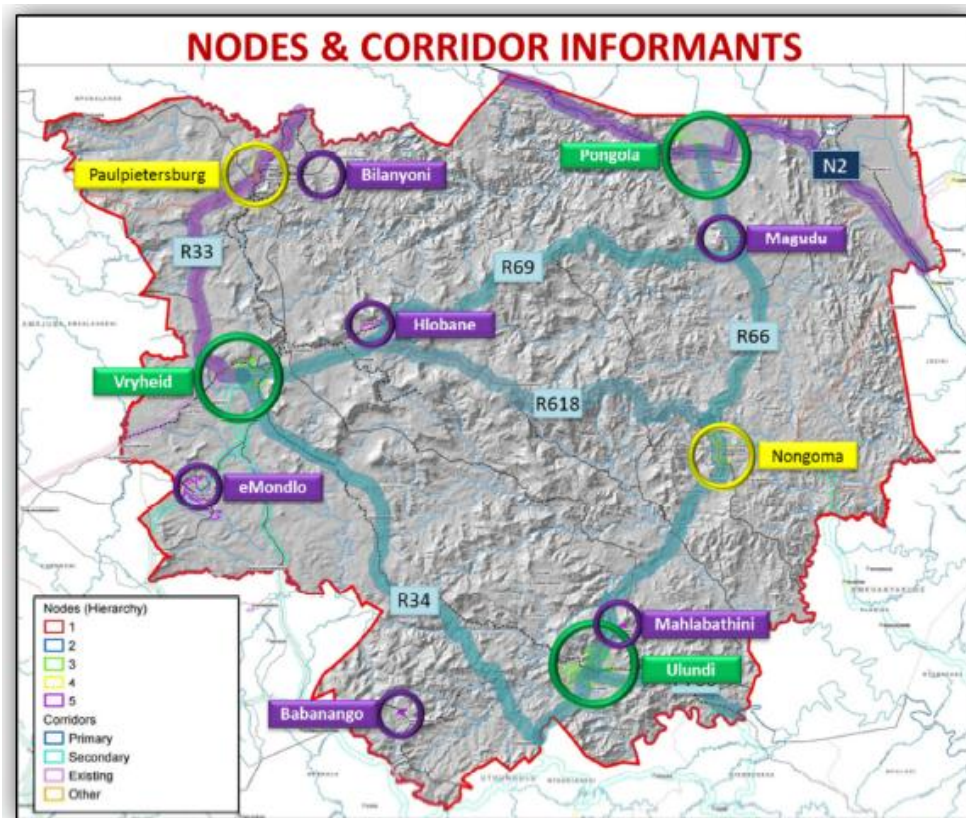 NODES & CORRIDOR INFORMANTS
Pongola
Paulpietersburg
Bilanyoni
N2
Magudu
R33
R69
Hlobane
R66
Vryheid
R618
Nongoma
eMondlo
R34
Mahlabathini
Ulundi
Babanango
Nodes (Hierarchy)
1
2
3
4
5
Corridors
Primary
Secondary
Existing
Other